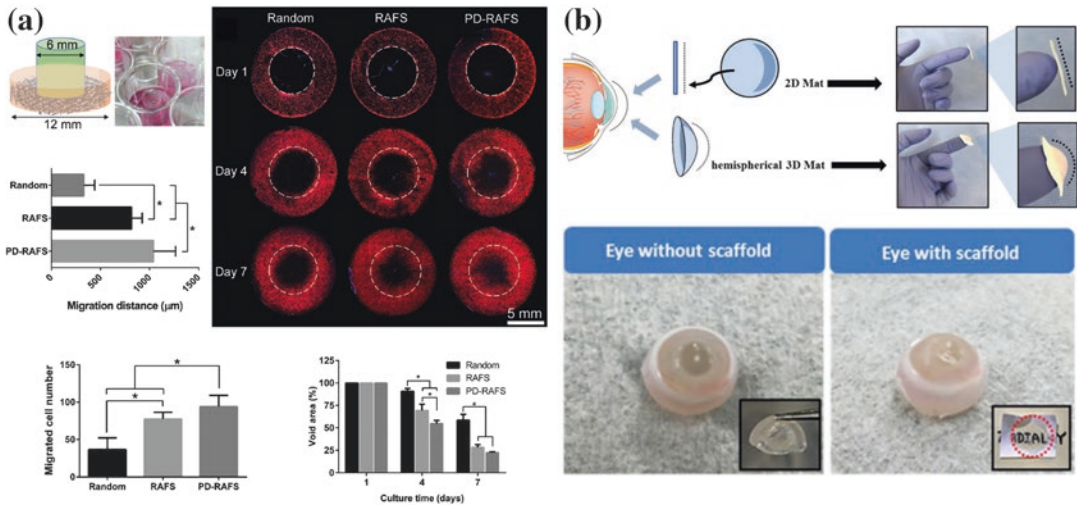 (a)
6 mm
12 mm
Random RAFS PD-RAFS
Day 1
Day 4
Day 7
5 mm
Random
RAFS
PD-RAFS
*
*
0 500 1000 1500
Migration distance (μm)
Migrated cell number
150
100
50
0
*
*
Random RAFS PD-RAFS
Void area (%)
125
100
75
50
25
0
Random
RAFS
PD-RAFS
*
*
*
1 4 7
Culture time (days)
(b)
2D Mat
hemispherical 3D Mat
Eye without scaffold
Eye with scaffold
DIAL